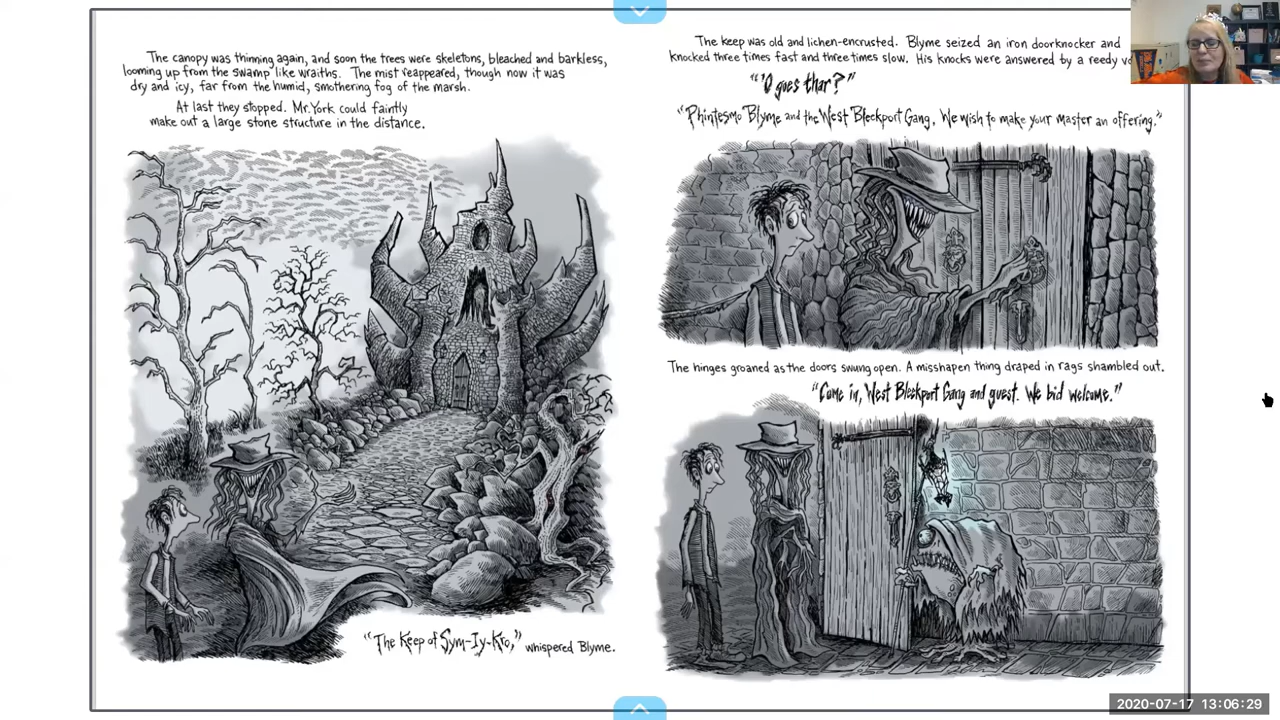 The canopy was thinning again, and soon the trees were skeletons, bleached and barkless,
looming up from the swamp like wraiths. The mist reappeared, though now it was
dry and icy, far from the humid, smothering fog of the marsh.
At last they stopped. Mr. York could faintly
make out a large stone structure in the distance.
"The Keep of Sym-Iy-Kro," whispered Blyme.
The keep was old and lichen-encrusted. Blyme seized an iron doorknocker and
knocked three times fast and three times slow. His knocks were answered by a reedy
"'O goes thar?"
"Phintesmo Blyme and the West Bleekport Gang. We wish to make your master an offering."
The hinges groaned as the doors swung open. A misshapen thing draped in rags shambled out.
"Come in, West Bleekport Gang and guest. We bid welcome."
2020-07-17 13:06:29